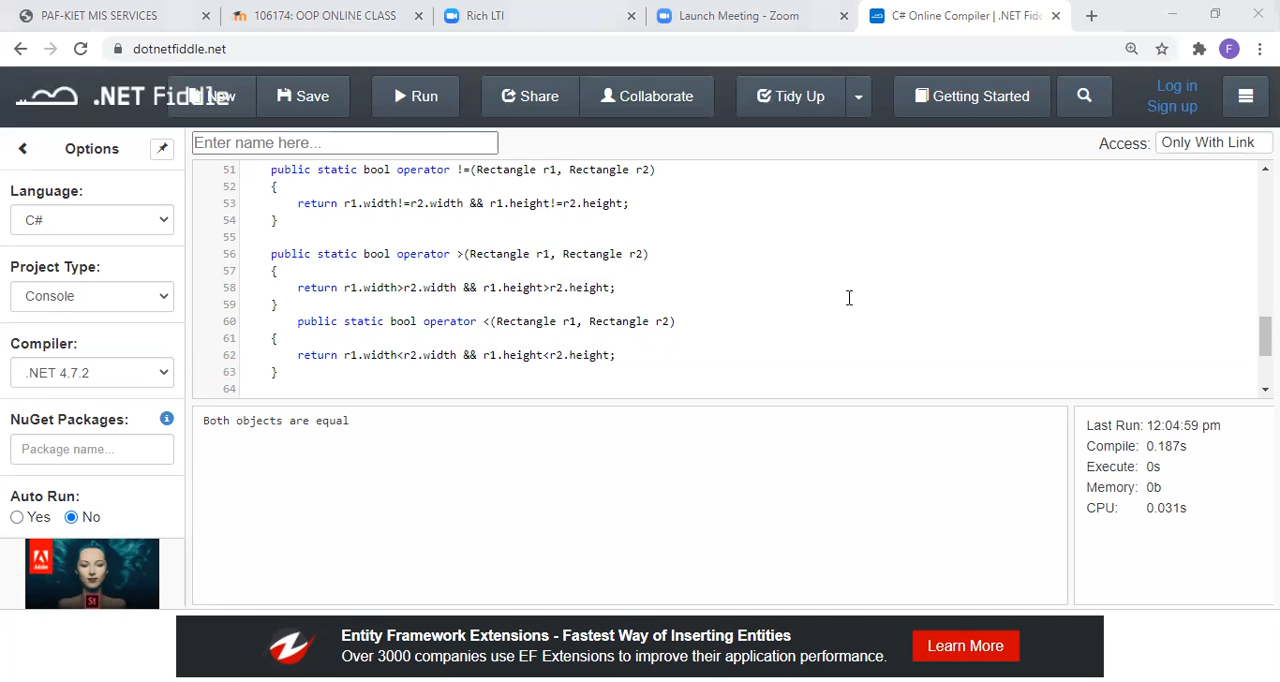 PAF-KIET MIS SERVICES
106174: OOP ONLINE CLASS
Rich LTI
Launch Meeting - Zoom
C# Online Compiler | .NET Fidd
dotnetfiddle.net
F
.NET Fiddle
New
Save
Run
Share
Collaborate
Tidy Up
Getting Started
Log in
Sign up
Options
Enter name here...
Access:
Only With Link
Language:
C#
Project Type:
Console
Compiler:
.NET 4.7.2
NuGet Packages:
Package name...
Auto Run:
Yes
No
51 public static bool operator !=(Rectangle r1, Rectangle r2)
52 {
53 return r1.width!=r2.width && r1.height!=r2.height;
54 }
55
56 public static bool operator >(Rectangle r1, Rectangle r2)
57 {
58 return r1.width>r2.width && r1.height>r2.height;
59 }
60 public static bool operator <(Rectangle r1, Rectangle r2)
61 {
62 return r1.width<r2.width && r1.height<r2.height;
63 }
64
Both objects are equal
Last Run: 12:04:59 pm
Compile: 0.187s
Execute: 0s
Memory: 0b
CPU: 0.031s
St
Entity Framework Extensions - Fastest Way of Inserting Entities
Over 3000 companies use EF Extensions to improve their application performance.
Learn More